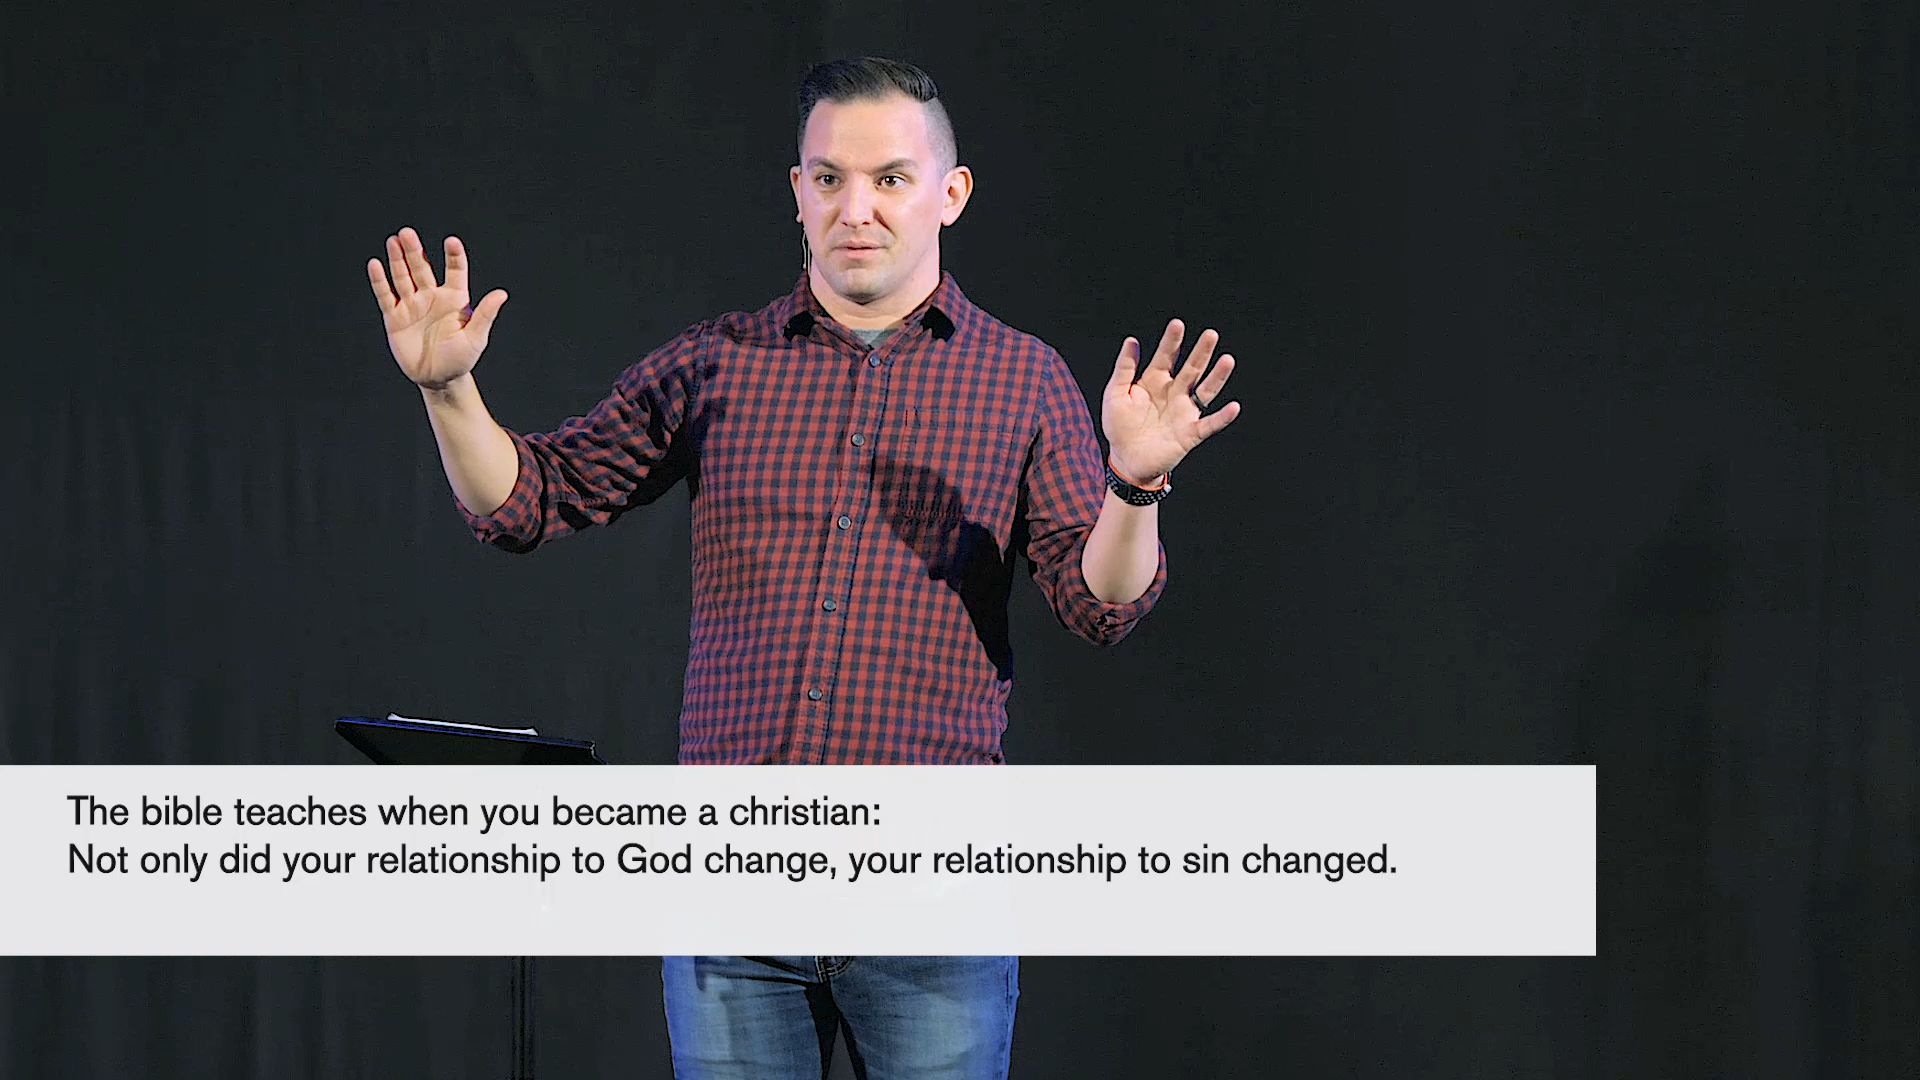 The bible teaches when you became a christian:
Not only did your relationship to God change, your relationship to sin changed.